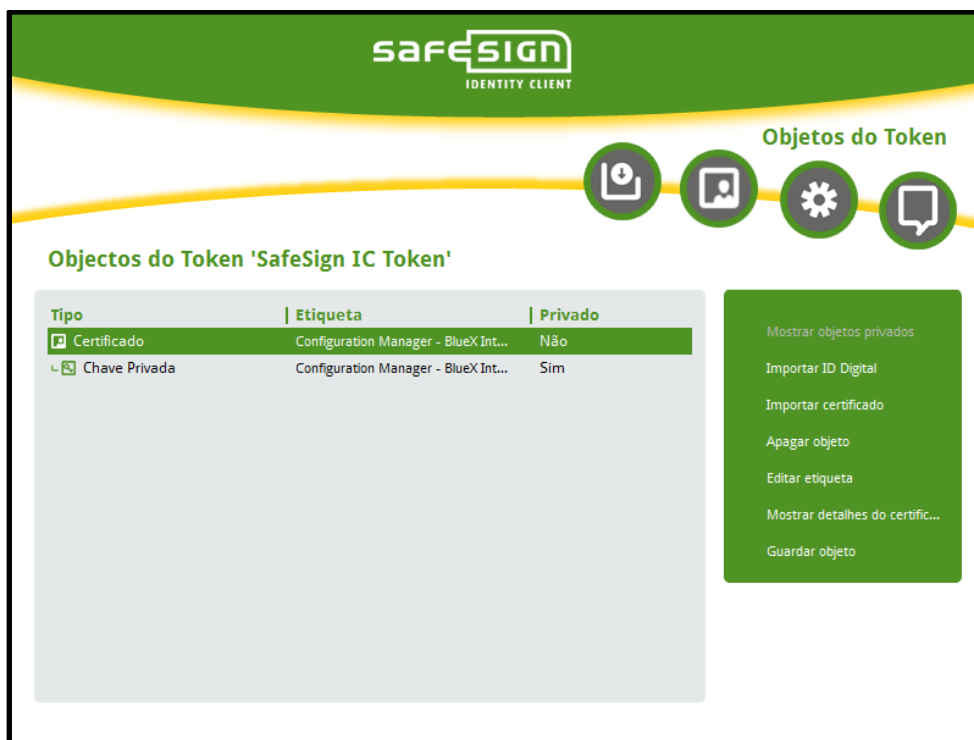 safesign
IDENTITY CLIENT
Objetos do Token
Objectos do Token 'SafeSign IC Token'
Tipo Etiqueta Privado
Certificado Configuration Manager - BlueX Int... Não
Chave Privada Configuration Manager - BlueX Int... Sim
Mostrar objetos privados
Importar ID Digital
Importar certificado
Apagar objeto
Editar etiqueta
Mostrar detalhes do certific...
Guardar objeto